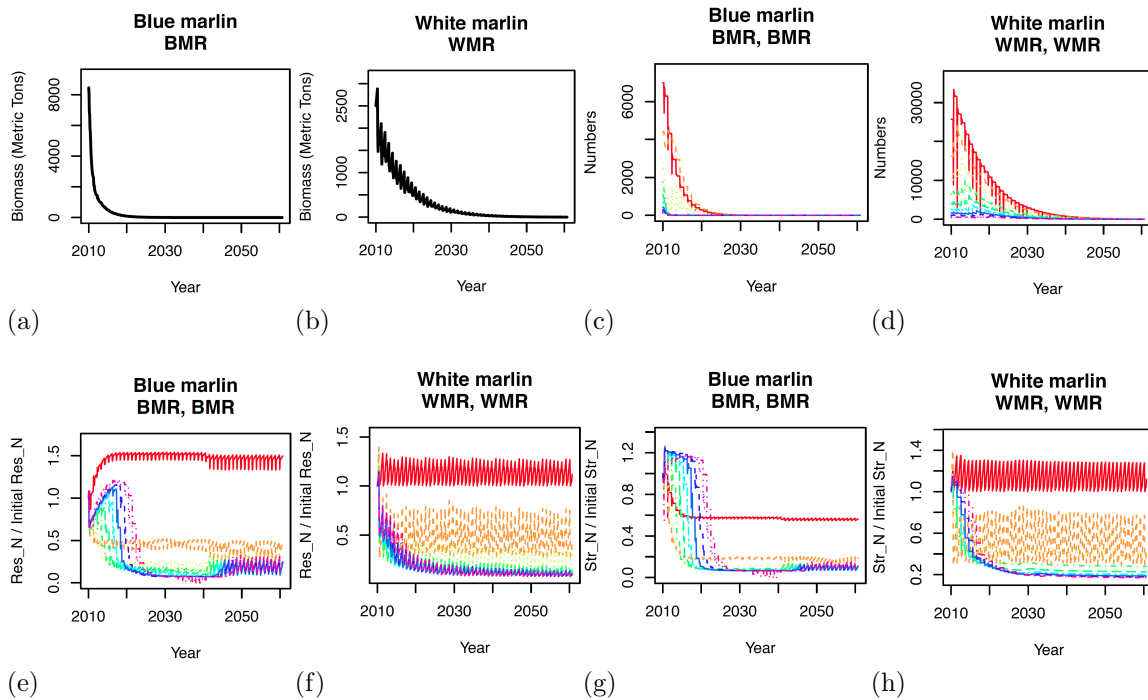 Blue marlin
BMR
Biomass (Metric Tons)
0
4000
8000
2010
2030
2050
Year
(a)
White marlin
WMR
Biomass (Metric Tons)
0
1000
2500
2010
2030
2050
Year
(b)
Blue marlin
BMR, BMR
Numbers
0
2000
6000
2010
2030
2050
Year
(c)
White marlin
WMR, WMR
Numbers
0
10000
30000
2010
2030
2050
Year
(d)
Blue marlin
BMR, BMR
Res_N / Initial Res_N
0.0
0.5
1.0
1.5
2010
2030
2050
Year
(e)
White marlin
WMR, WMR
Res_N / Initial Res_N
0.5
1.0
1.5
2010
2030
2050
Year
(f)
Blue marlin
BMR, BMR
Str_N / Initial Str_N
0.0
0.4
0.8
1.2
2010
2030
2050
Year
(g)
White marlin
WMR, WMR
Str_N / Initial Str_N
0.2
0.6
1.0
1.4
2010
2030
2050
Year
(h)